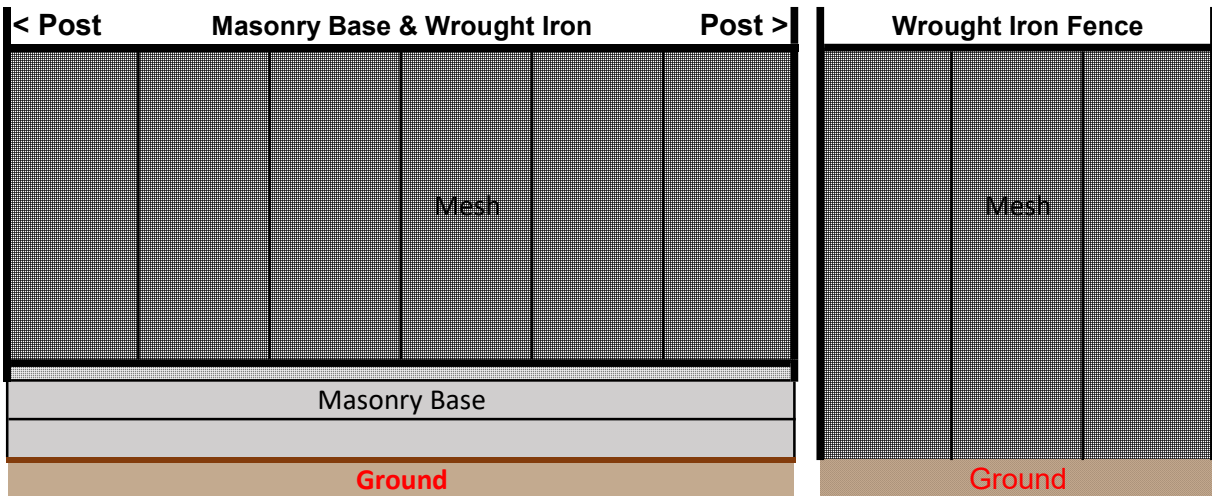 < Post Masonry Base & Wrought Iron Post >
Wrought Iron Fence
Mesh
Mesh
Masonry Base
Ground
Ground